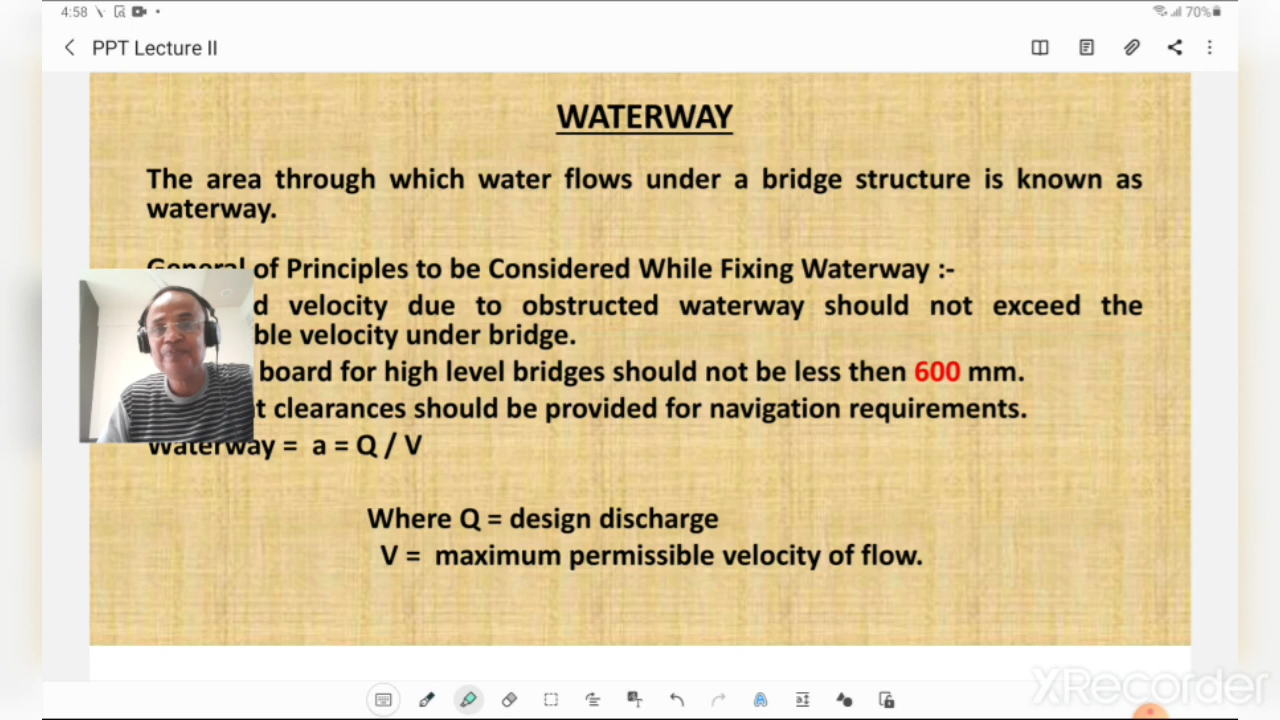 4:58
70%
PPT Lecture II
WATERWAY
The area through which water flows under a bridge structure is known as
waterway.
General of Principles to be Considered While Fixing Waterway :-
d velocity due to obstructed waterway should not exceed the
ble velocity under bridge.
board for high level bridges should not be less then 600 mm.
t clearances should be provided for navigation requirements.
Waterway = a = Q / V
Where Q = design discharge
V = maximum permissible velocity of flow.
XRecorder